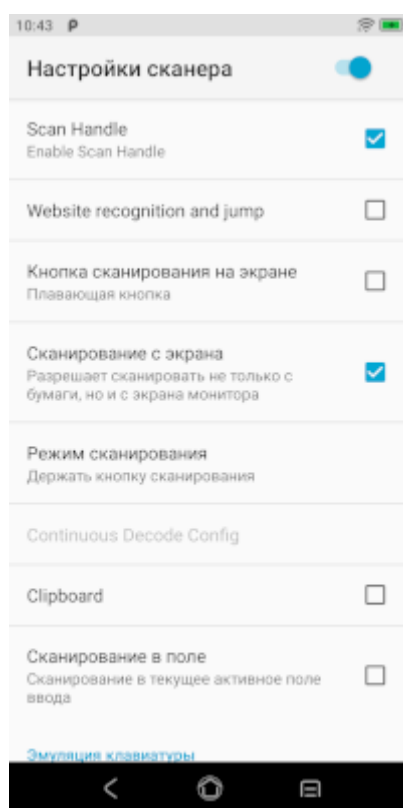 10:43 P
Настройки сканера
Scan Handle
Enable Scan Handle
Website recognition and jump
Кнопка сканирования на экране
Плавающая кнопка
Сканирование с экрана
Разрешает сканировать не только с
бумаги, но и с экрана монитора
Режим сканирования
Держать кнопку сканирования
Continuous Decode Config
Clipboard
Сканирование в поле
Сканирование в текущее активное поле
ввода
Эмуляция клавиатуры